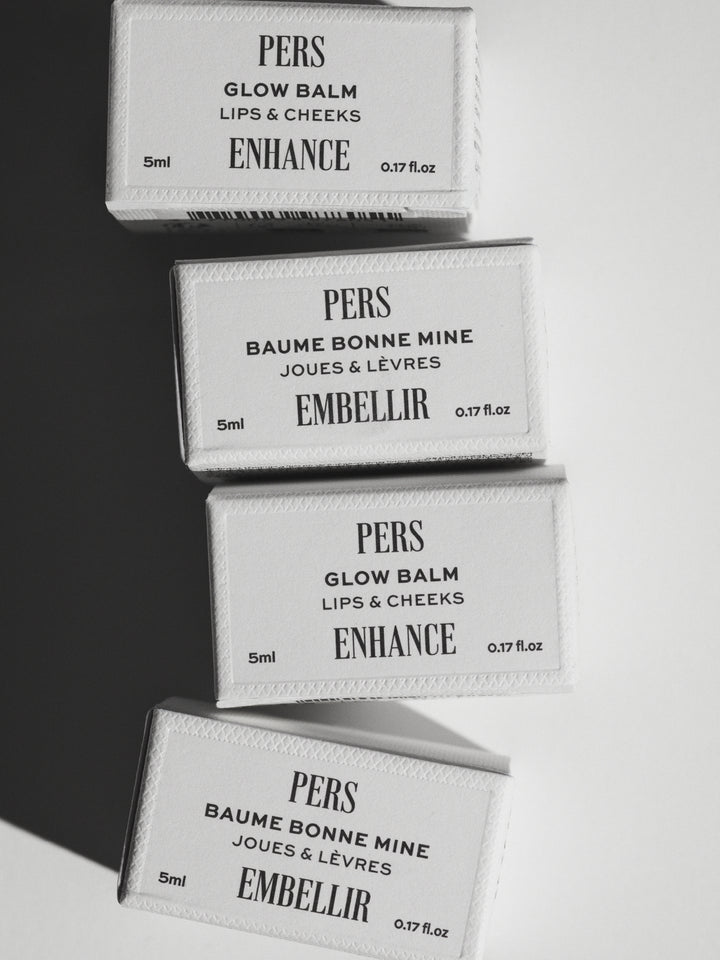 PERS
GLOW BALM
LIPS & CHEEKS
5ml ENHANCE 0.17 fl.oz
PERS
BAUME BONNE MINE
JOUES & LÈVRES
5ml EMBELLIR 0.17 fl.oz
PERS
GLOW BALM
LIPS & CHEEKS
5ml ENHANCE 0.17 fl.oz
PERS
BAUME BONNE MINE
JOUES & LÈVRES
5ml EMBELLIR 0.17 fl.oz